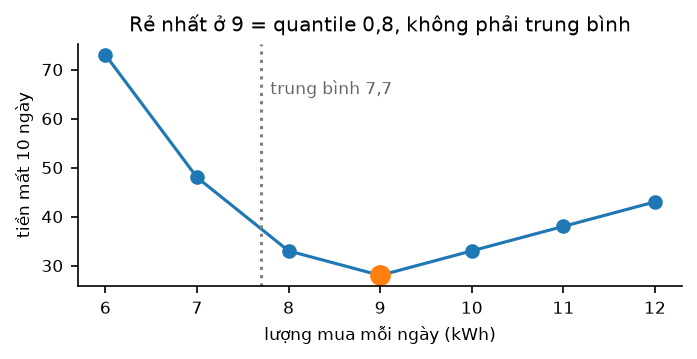 Rẻ nhất ở 9 = quantile 0,8, không phải trung bình
trung bình 7,7
tiền mất 10 ngày
70
60
50
40
30
6 7 8 9 10 11 12
lượng mua mỗi ngày (kWh)